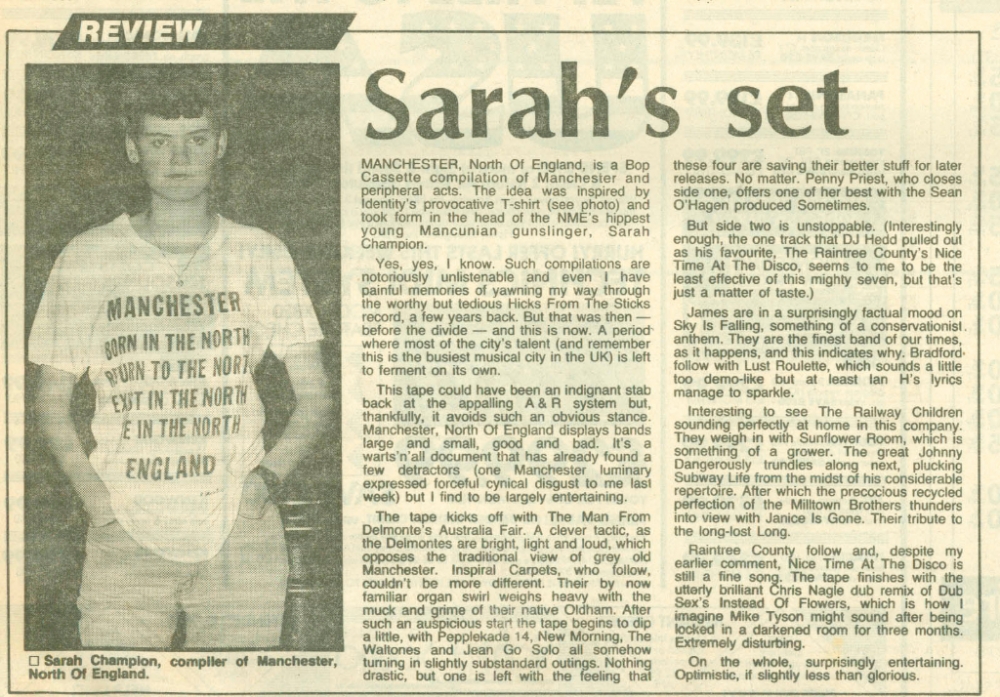 REVIEW
Sarah's set
MANCHESTER
BORN IN THE NORTH
RETURN TO THE NORT
EXIST IN THE NORTH
IE IN THE NORTH
ENGLAND
□ Sarah Champion, compiler of Manchester,
North Of England.
MANCHESTER, North Of England, is a Bop
Cassette compilation of Manchester and
peripheral acts. The idea was inspired by
Identity's provocative T-shirt (see photo) and
took form in the head of the NME's hippest
young Mancunian gunslinger, Sarah
Champion.
Yes, yes, I know. Such compilations are
notoriously unlistenable and even I have
painful memories of yawning my way through
the worthy but tedious Hicks From The Sticks
record, a few years back. But that was then —
before the divide — and this is now. A period
where most of the city's talent (and remember
this is the busiest musical city in the UK) is left
to ferment on its own.
This tape could have been an indignant stab
back at the appalling A & R system but,
thankfully, it avoids such an obvious stance.
Manchester, North Of England displays bands
large and small, good and bad. It's a
warts'n'all document that has already found a
few detractors (one Manchester luminary
expressed forceful cynical disgust to me last
week) but I find to be largely entertaining.
The tape kicks off with The Man From
Delmonte's Australia Fair. A clever tactic, as
the Delmontes are bright, light and loud, which
opposes the traditional view of grey old
Manchester. Inspiral Carpets, who follow,
couldn't be more different. Their by now
familiar organ swirl weighs heavy with the
muck and grime of their native Oldham. After
such an auspicious start the tape begins to dip
a little, with Pepplekade 14, New Morning, The
Waltones and Jean Go Solo all somehow
turning in slightly substandard outings. Nothing
drastic, but one is left with the feeling that
these four are saving their better stuff for later
releases. No matter. Penny Priest, who closes
side one, offers one of her best with the Sean
O'Hagen produced Sometimes.
But side two is unstoppable. (Interestingly
enough, the one track that DJ Hedd pulled out
as his favourite, The Raintree County's Nice
Time At The Disco, seems to me to be the
least effective of this mighty seven, but that's
just a matter of taste.)
James are in a surprisingly factual mood on
Sky Is Falling, something of a conservationist
anthem. They are the finest band of our times,
as it happens, and this indicates why. Bradford
follow with Lust Roulette, which sounds a little
too demo-like but at least Ian H's lyrics
manage to sparkle.
Interesting to see The Railway Children
sounding perfectly at home in this company.
They weigh in with Sunflower Room, which is
something of a grower. The great Johnny
Dangerously trundles along next, plucking
Subway Life from the midst of his considerable
repertoire. After which the precocious recycled
perfection of the Milltown Brothers thunders
into view with Janice Is Gone. Their tribute to
the long-lost Long.
Raintree County follow and, despite my
earlier comment, Nice Time At The Disco is
still a fine song. The tape finishes with the
utterly brilliant Chris Nagle dub remix of Dub
Sex's Instead Of Flowers, which is how I
imagine Mike Tyson might sound after being
locked in a darkened room for three months.
Extremely disturbing.
On the whole, surprisingly entertaining.
Optimistic, if slightly less than glorious.